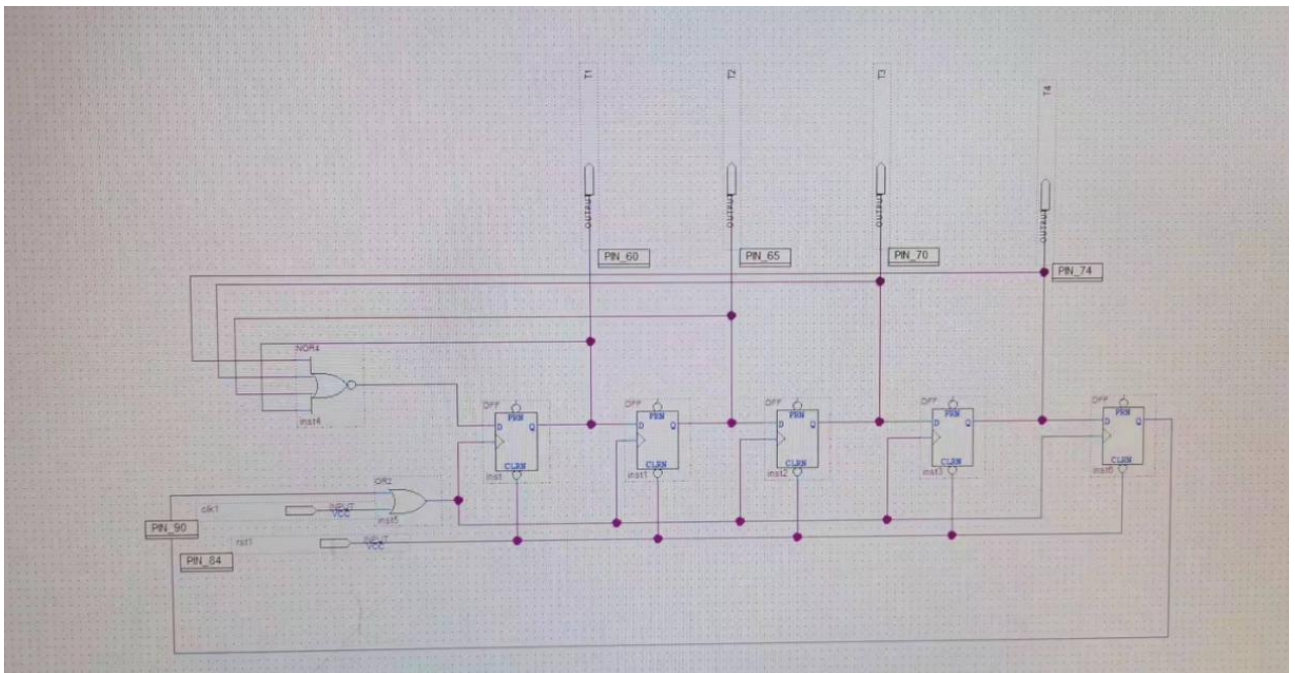 T1
T2
T3
T4
OUTPUT
OUTPUT
OUTPUT
OUTPUT
PIN_60
PIN_65
PIN_70
PIN_74
NOR4
inst4
DFF
PRN
D
Q
CLRN
inst
DFF
PRN
D
Q
CLRN
inst1
DFF
PRN
D
Q
CLRN
inst2
DFF
PRN
D
Q
CLRN
inst3
DFF
PRN
D
Q
CLRN
inst6
OR2
inst5
clk1
INPUT
VCC
PIN_90
rst1
INPUT
VCC
PIN_84